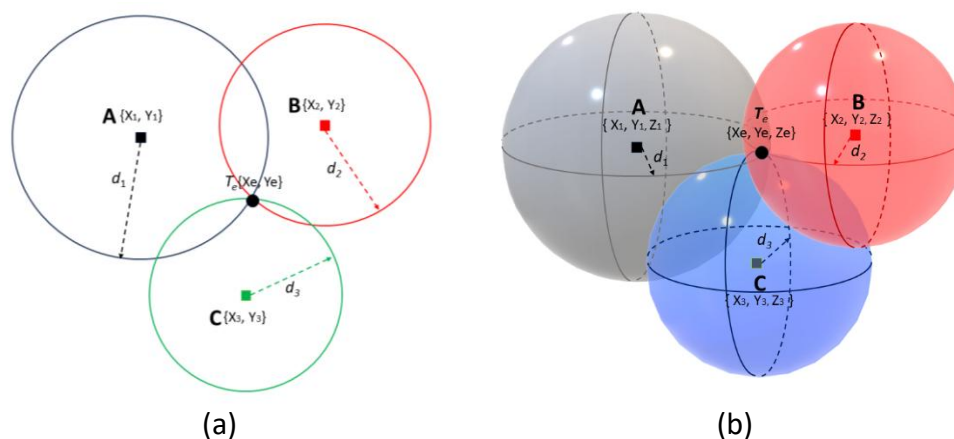 A {X₁, Y₁}
d₁
B {X₂, Y₂}
d₂
Tₑ{Xe, Ye}
d₃
C {X₃, Y₃}
(a)
A
{ X₁, Y₁, Z₁ }
d₁
Tₑ
{Xe, Ye, Ze}
B
{ X₂, Y₂, Z₂ }
d₂
d₃
C
{ X₃, Y₃, Z₃ }
(b)